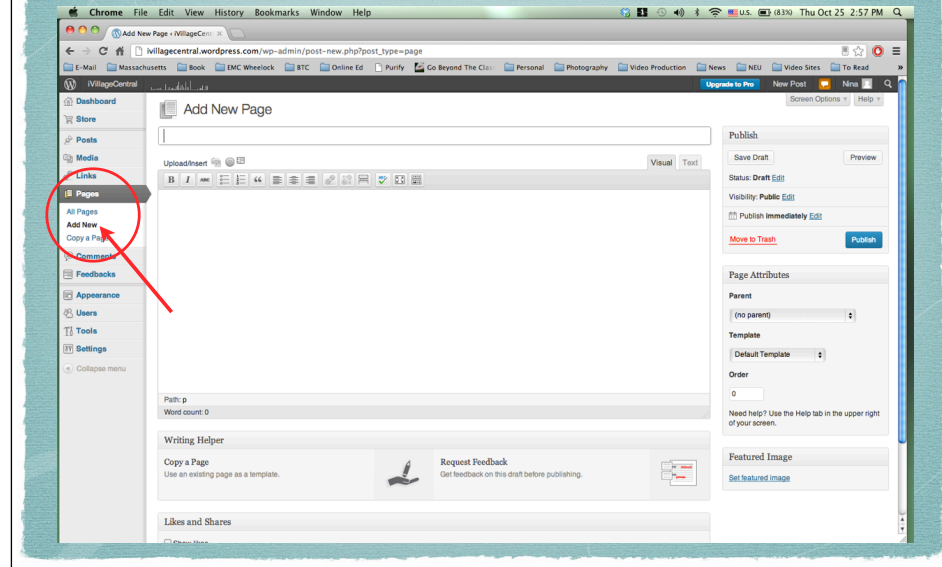 Chrome File Edit View History Bookmarks Window Help U.S. (83%) Thu Oct 25 2:57 PM
Add New Page ‹ iVillageCent
ivillagecentral.wordpress.com/wp-admin/post-new.php?post_type=page
E-Mail Massachusetts Book EMC Wheelock BTC Online Ed Purify Go Beyond The Clas Personal Photography Video Production News NEU Video Sites To Read »
iVillageCentral Upgrade to Pro New Post Nina
Screen Options Help
Dashboard
Store
Posts
Media
Links
Pages
All Pages
Add New
Copy a Page
Comments
Feedbacks
Appearance
Users
Tools
Settings
Collapse menu
Add New Page
Upload/Insert Visual Text
B I ABC
Path: p
Word count: 0
Writing Helper
Copy a Page
Use an existing page as a template.
Request Feedback
Get feedback on this draft before publishing.
Likes and Shares
Show likes.
Publish
Save Draft Preview
Status: Draft Edit
Visibility: Public Edit
Publish immediately Edit
Move to Trash Publish
Page Attributes
Parent
(no parent)
Template
Default Template
Order
0
Need help? Use the Help tab in the upper right
of your screen.
Featured Image
Set featured image